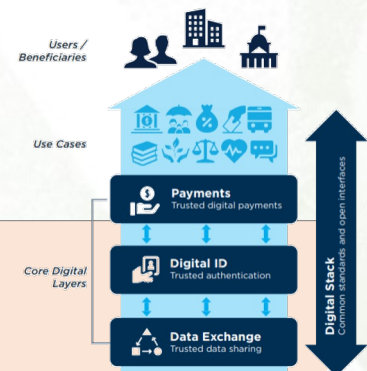 Users /
Beneficiaries
Use Cases
Payments
Trusted digital payments
Digital ID
Trusted authentication
Core Digital
Layers
Data Exchange
Trusted data sharing
Digital Stack
Common standards and open interfaces